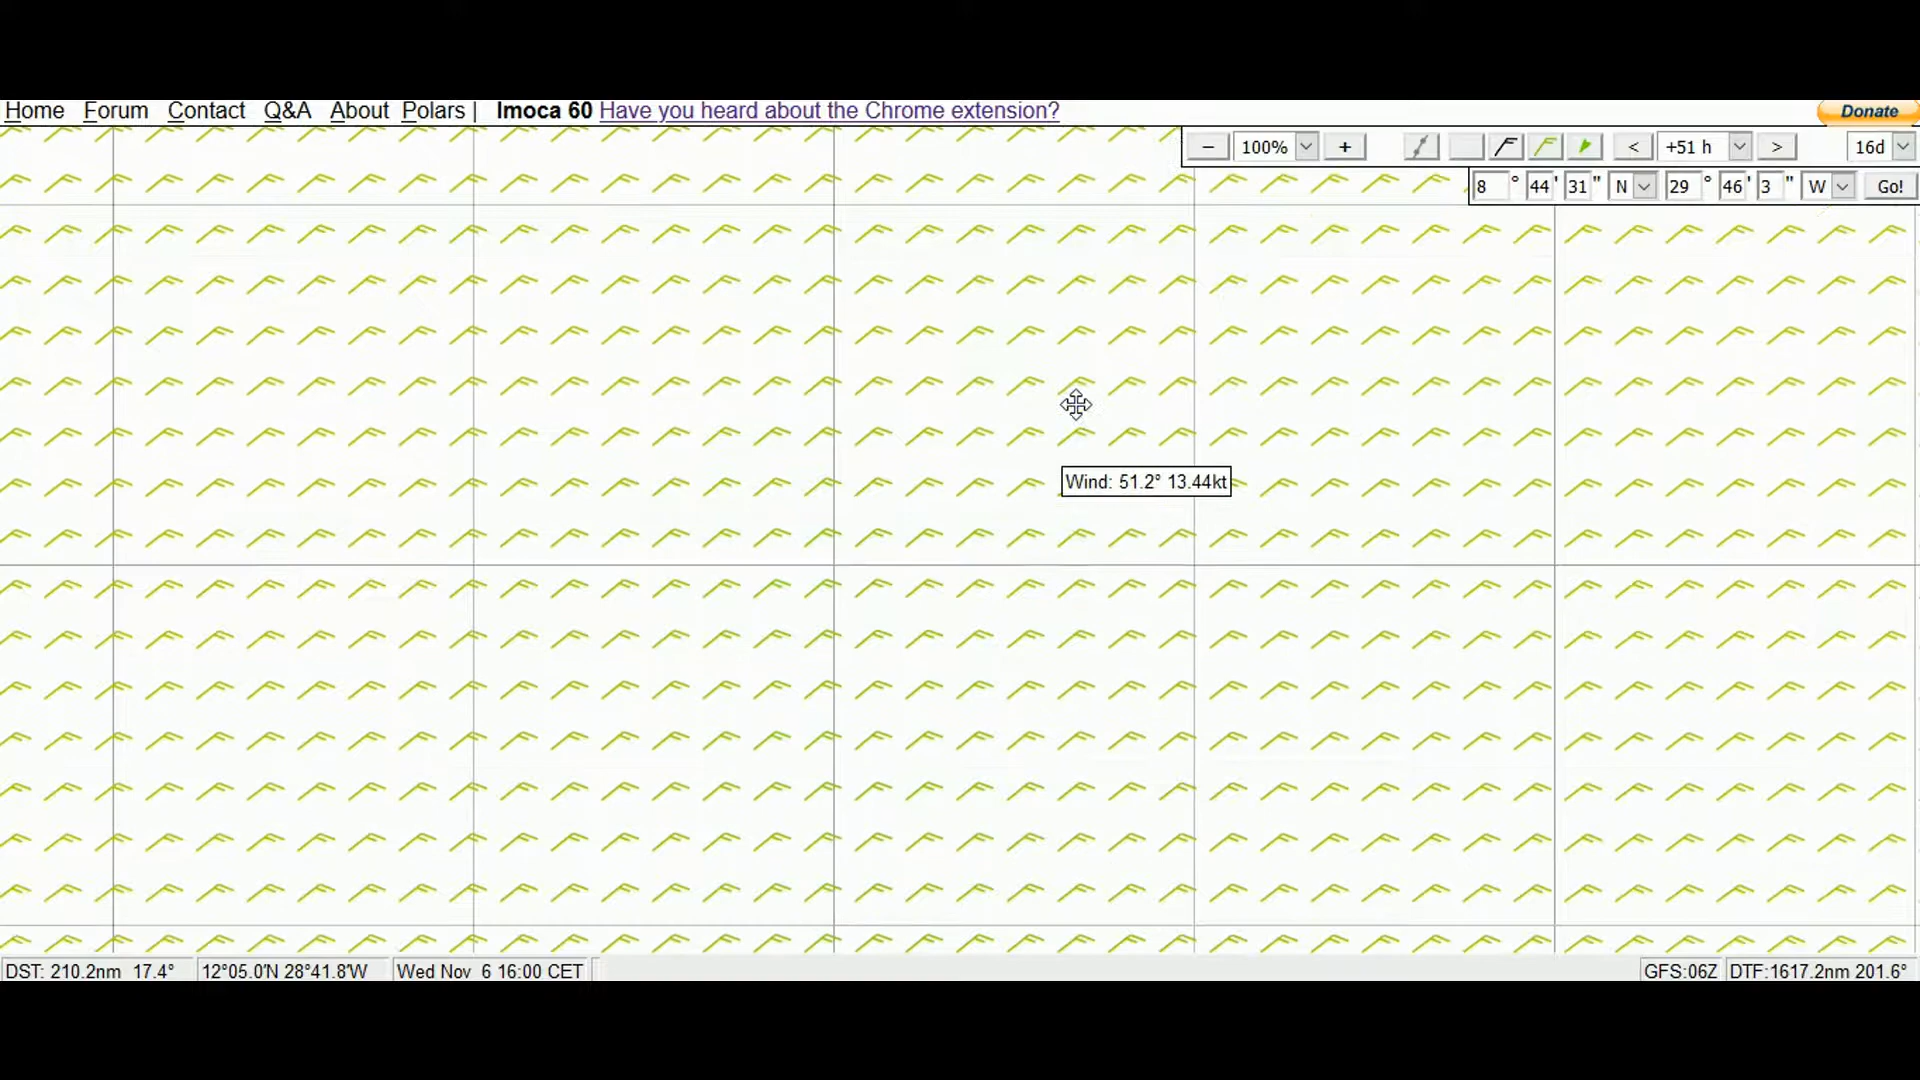 Home Forum Contact Q&A About Polars | Imoca 60 Have you heard about the Chrome extension? Donate
− 100% + < +51 h > 16d
8 ° 44 ' 31 " N 29 ° 46 ' 3 " W Go!
Wind: 51.2° 13.44kt
DST: 210.2nm 17.4° 12°05.0'N 28°41.8'W Wed Nov 6 16:00 CET GFS:06Z DTF:1617.2nm 201.6°